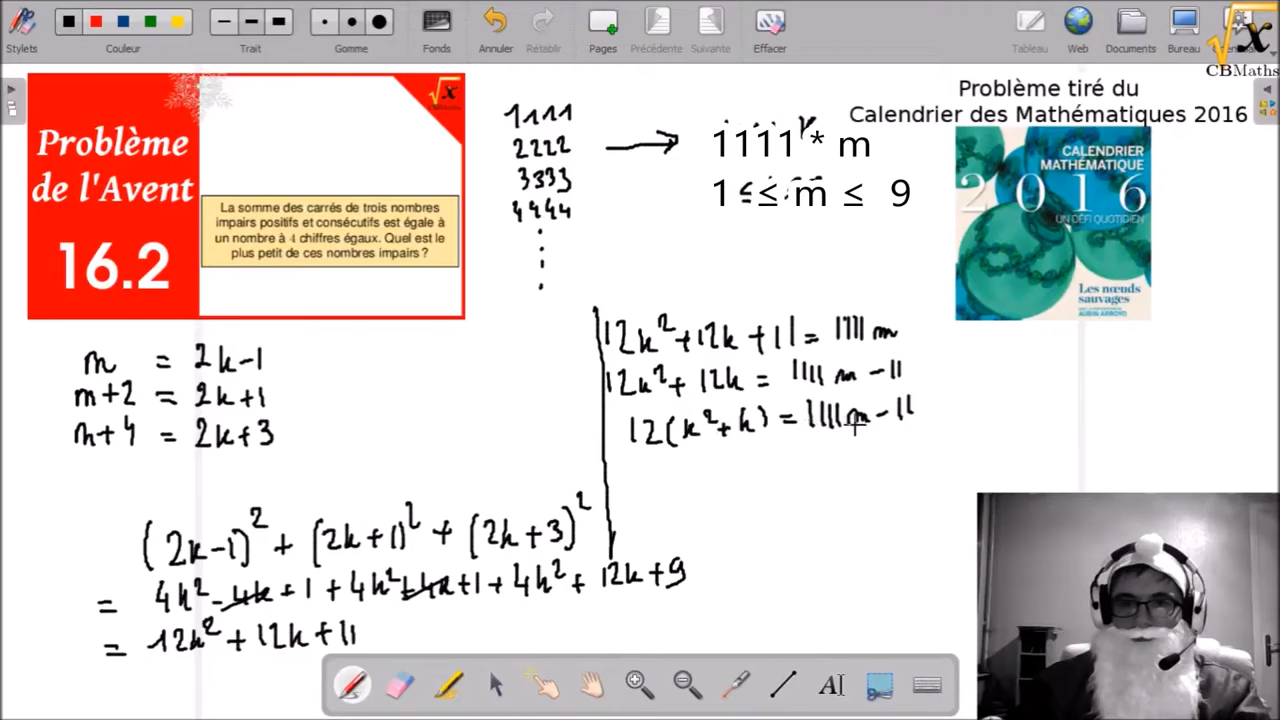 Stylets
Couleur
Trait
Gomme
Fonds
Annuler
Rétablir
Pages
Précédente
Suivante
Effacer
Tableau
Web
Documents
Bureau
√x
CBMaths
Problème
de l'Avent
16.2
La somme des carrés de trois nombres
impairs positifs et consécutifs est égale à
un nombre à 4 chiffres égaux. Quel est le
plus petit de ces nombres impairs ?
1111
2222
3333
4444
1111 * m
1 ≤ m ≤ 9
Problème tiré du
Calendrier des Mathématiques 2016
CALENDRIER
MATHÉMATIQUE
2016
UN DÉFI QUOTIDIEN
Les nœuds
sauvages
m = 2k-1
m+2 = 2k+1
m+4 = 2k+3
12k²+12k+11 = 1111 m
12k²+12k = 1111 m - 11
12(k²+k) = 1111 m - 11
(2k-1)² + (2k+1)² + (2k+3)²
= 4k² - 4k + 1 + 4k² + 4k + 1 + 4k² + 12k + 9
= 12k² + 12k + 11